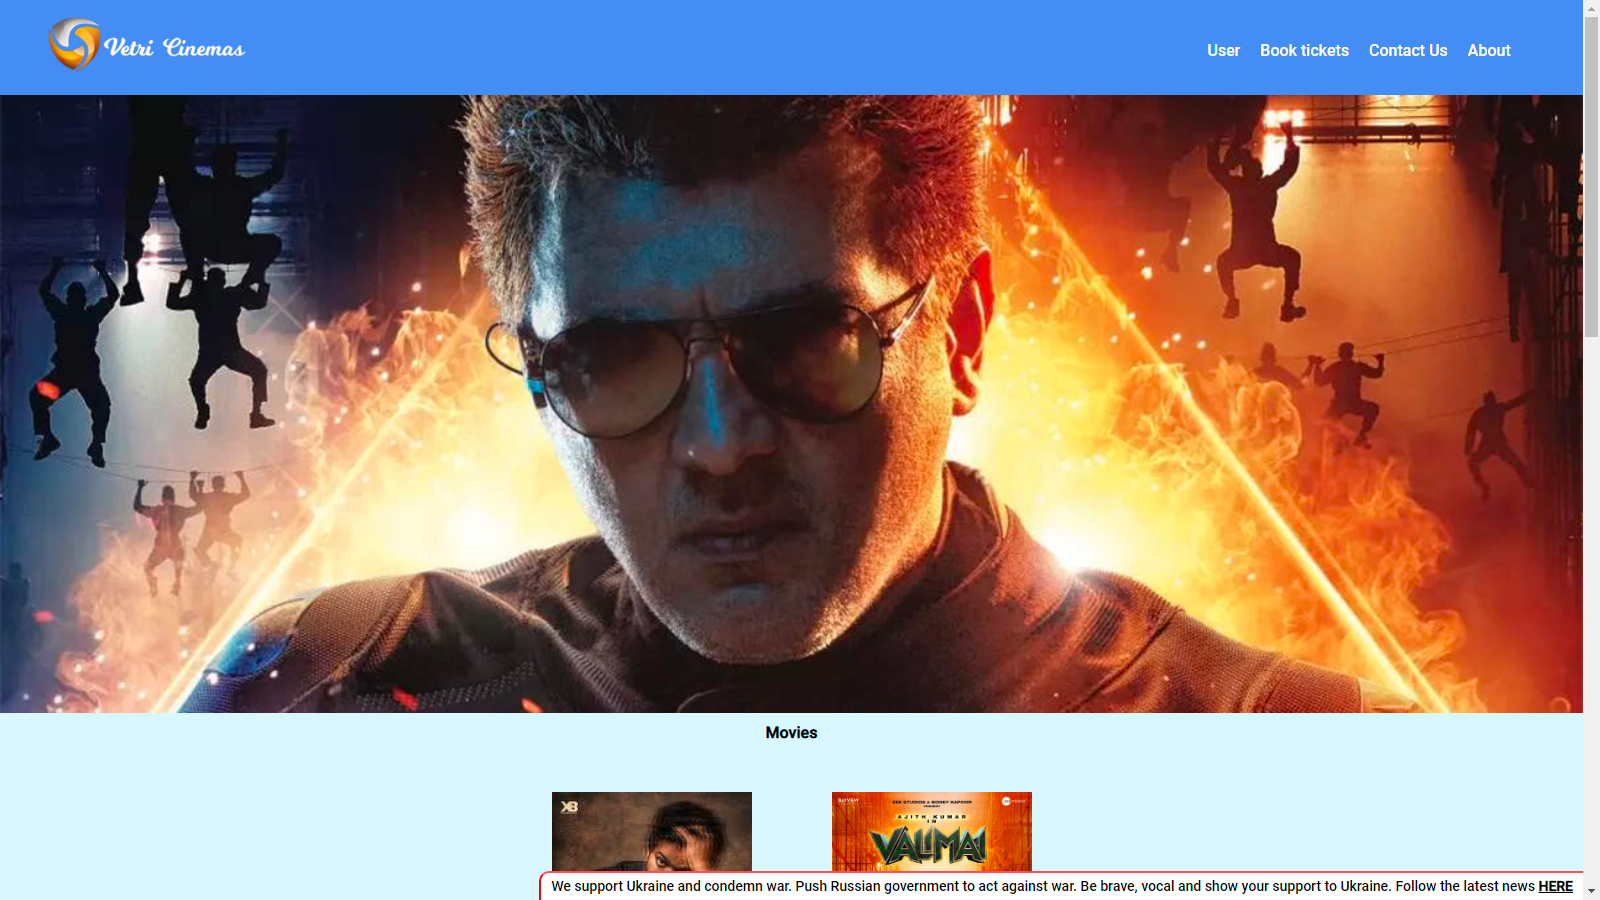 Vetri Cinemas
User
Book tickets
Contact Us
About
Movies
XB
ZEE STUDIOS & BONEY KAPOOR
PRESENT
AJITH KUMAR
IN
VALIMAI
We support Ukraine and condemn war. Push Russian government to act against war. Be brave, vocal and show your support to Ukraine. Follow the latest news HERE